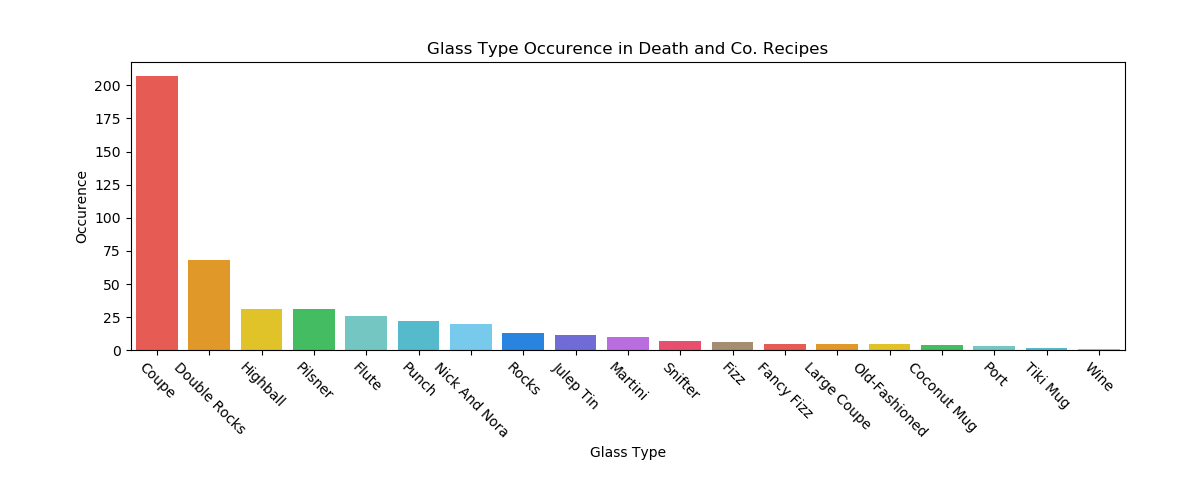 Glass Type Occurence in Death and Co. Recipes
Occurence
200
175
150
125
100
75
50
25
0
Coupe
Double Rocks
Highball
Pilsner
Flute
Punch
Nick And Nora
Rocks
Julep Tin
Martini
Snifter
Fizz
Fancy Fizz
Large Coupe
Old-Fashioned
Coconut Mug
Port
Tiki Mug
Wine
Glass Type